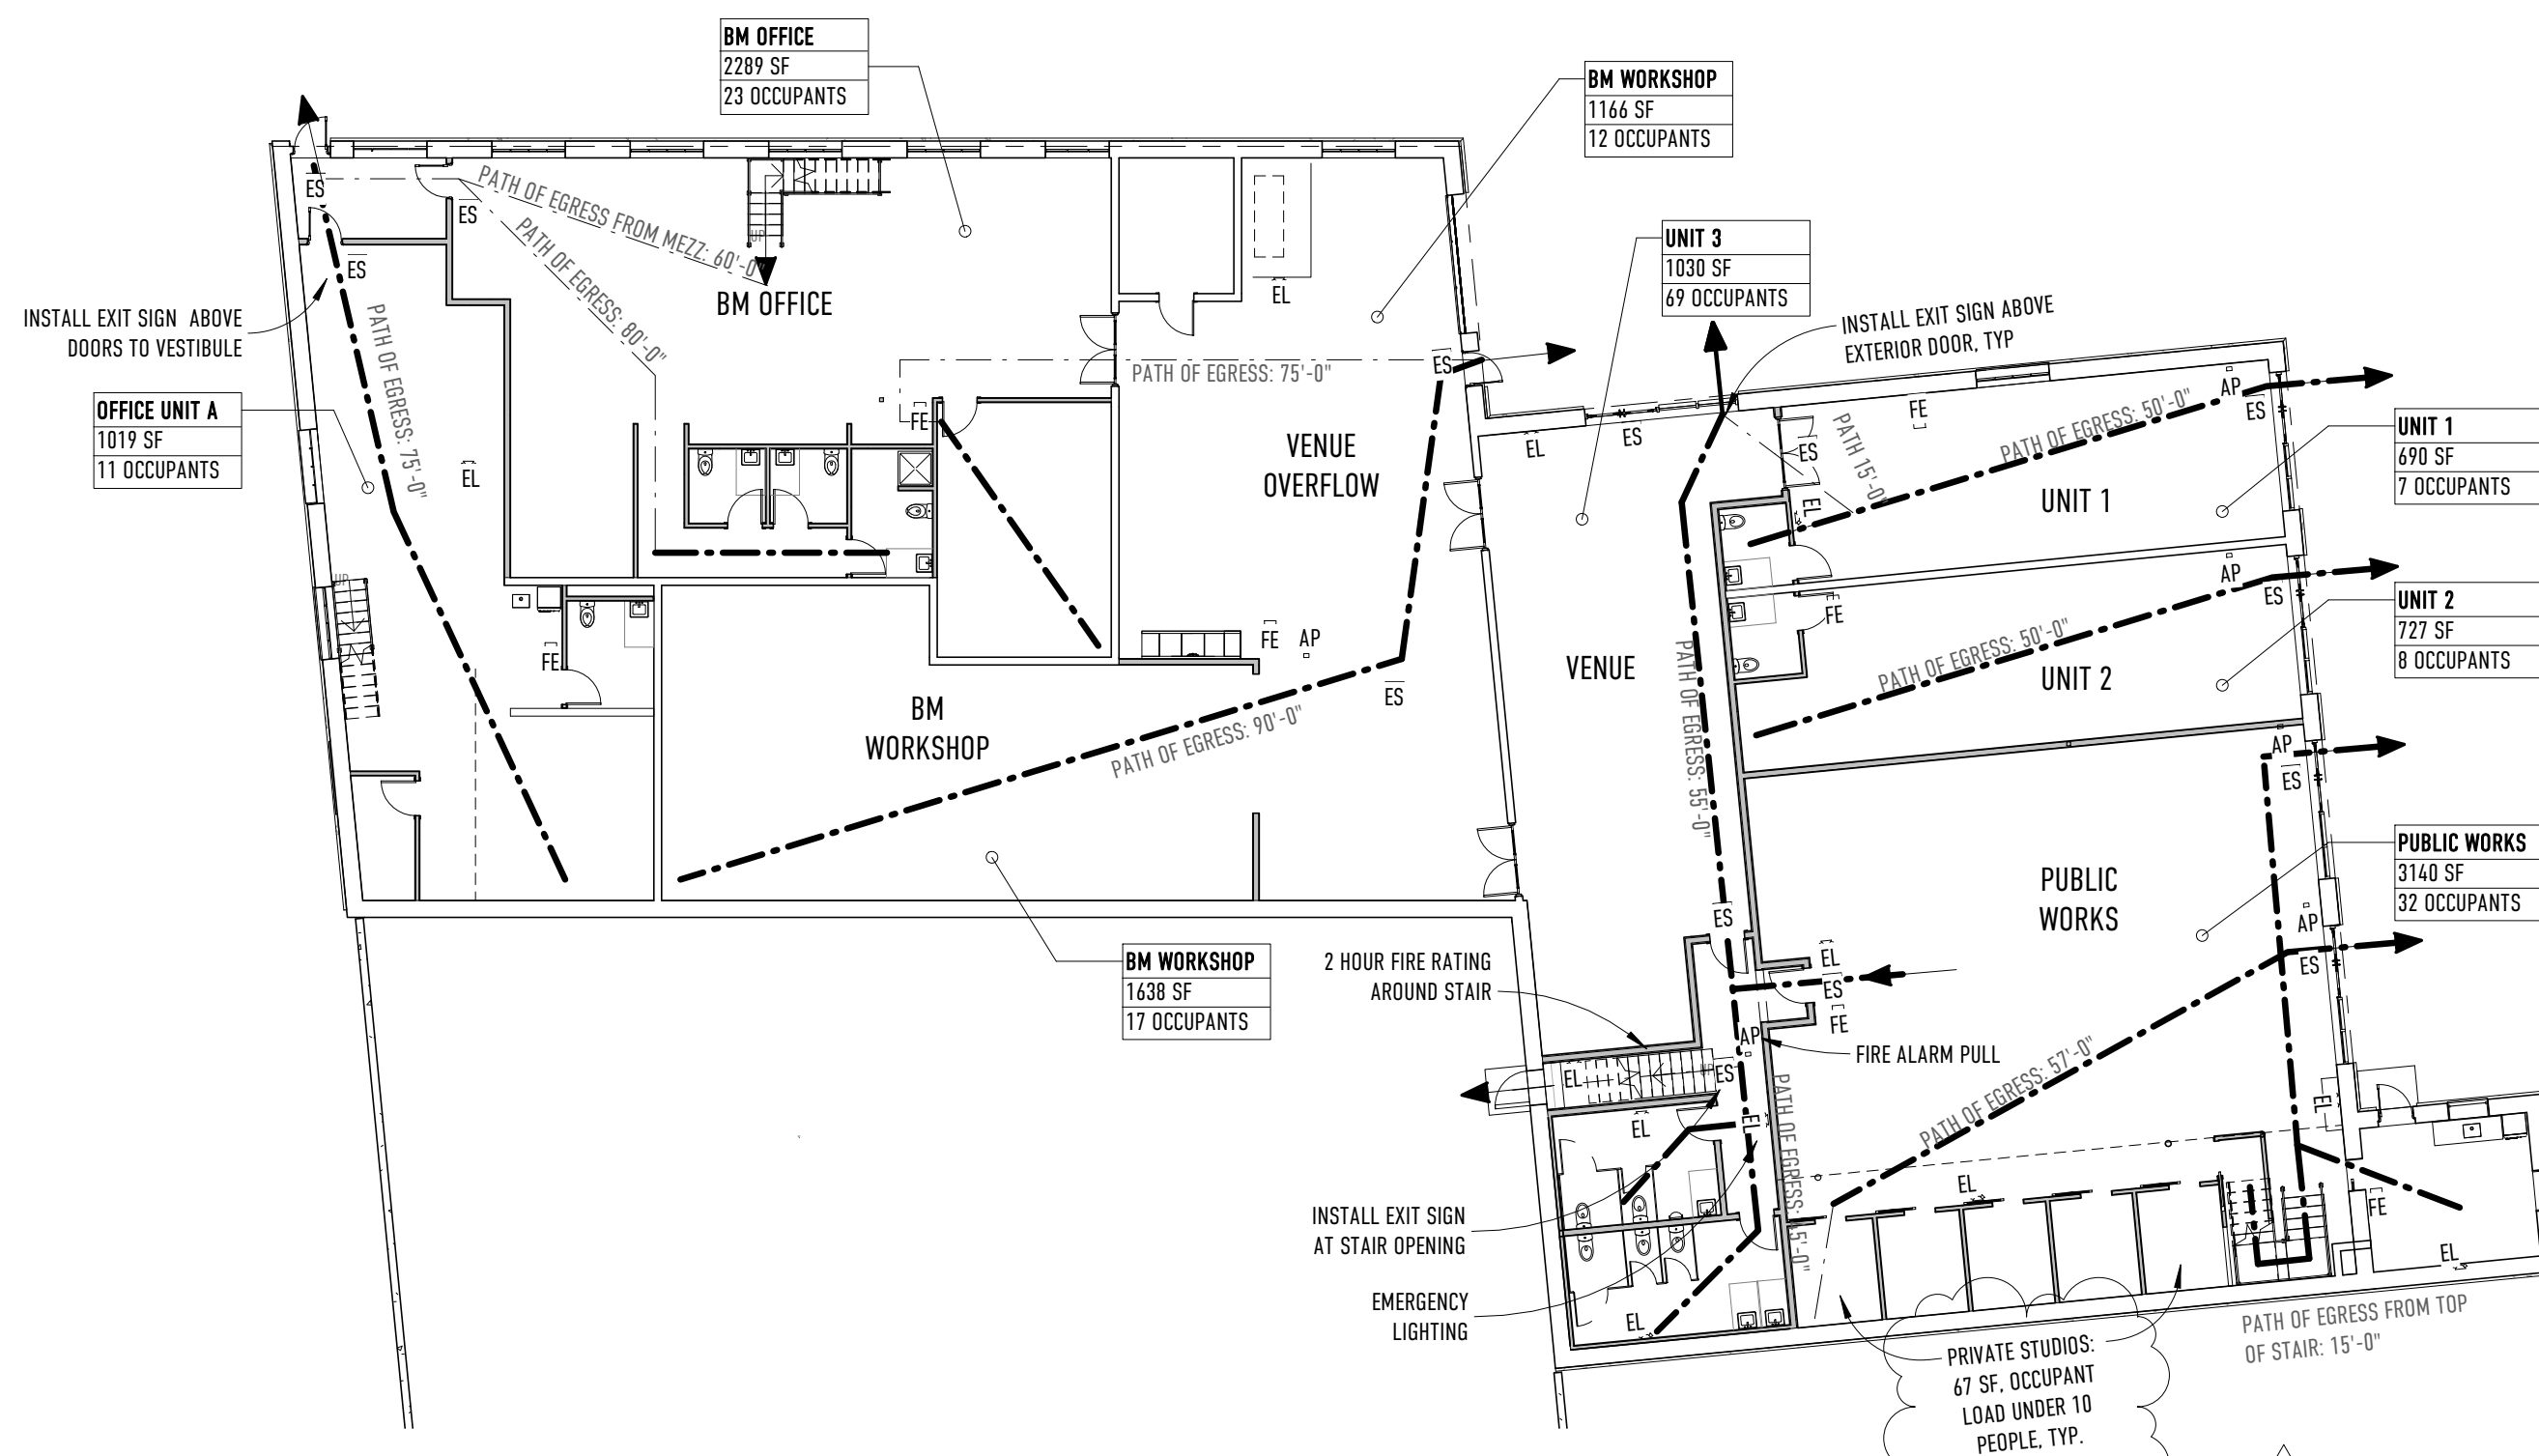 BM OFFICE
2289 SF
23 OCCUPANTS
BM WORKSHOP
1166 SF
12 OCCUPANTS
UNIT 3
1030 SF
69 OCCUPANTS
INSTALL EXIT SIGN ABOVE
EXTERIOR DOOR, TYP
UNIT 1
690 SF
7 OCCUPANTS
UNIT 2
727 SF
8 OCCUPANTS
PUBLIC WORKS
3140 SF
32 OCCUPANTS
INSTALL EXIT SIGN ABOVE
DOORS TO VESTIBULE
OFFICE UNIT A
1019 SF
11 OCCUPANTS
ES
ES
ES
PATH OF EGRESS FROM MEZZ: 60'-0"
PATH OF EGRESS: 80'-0"
UP
BM OFFICE
PATH OF EGRESS: 75'-0"
EL
UP
FE
FE
EL
PATH OF EGRESS: 75'-0"
ES
VENUE
OVERFLOW
FE
AP
ES
BM
WORKSHOP
PATH OF EGRESS: 90'-0"
BM WORKSHOP
1638 SF
17 OCCUPANTS
EL
ES
ES
PATH 15'-0"
FE
PATH OF EGRESS: 50'-0"
AP
ES
EL
UNIT 1
AP
ES
FE
PATH OF EGRESS: 50'-0"
UNIT 2
VENUE
PATH OF EGRESS: 55'-0"
AP
ES
PUBLIC
WORKS
AP
ES
ES
EL
ES
FE
2 HOUR FIRE RATING
AROUND STAIR
AP
FIRE ALARM PULL
EL
UP
ES
EL
EL
PATH OF EGRESS: 57'-0"
EL
EL
FE
EL
INSTALL EXIT SIGN
AT STAIR OPENING
EMERGENCY
LIGHTING
EL
PRIVATE STUDIOS:
67 SF, OCCUPANT
LOAD UNDER 10
PEOPLE, TYP.
PATH OF EGRESS FROM TOP
OF STAIR: 15'-0"